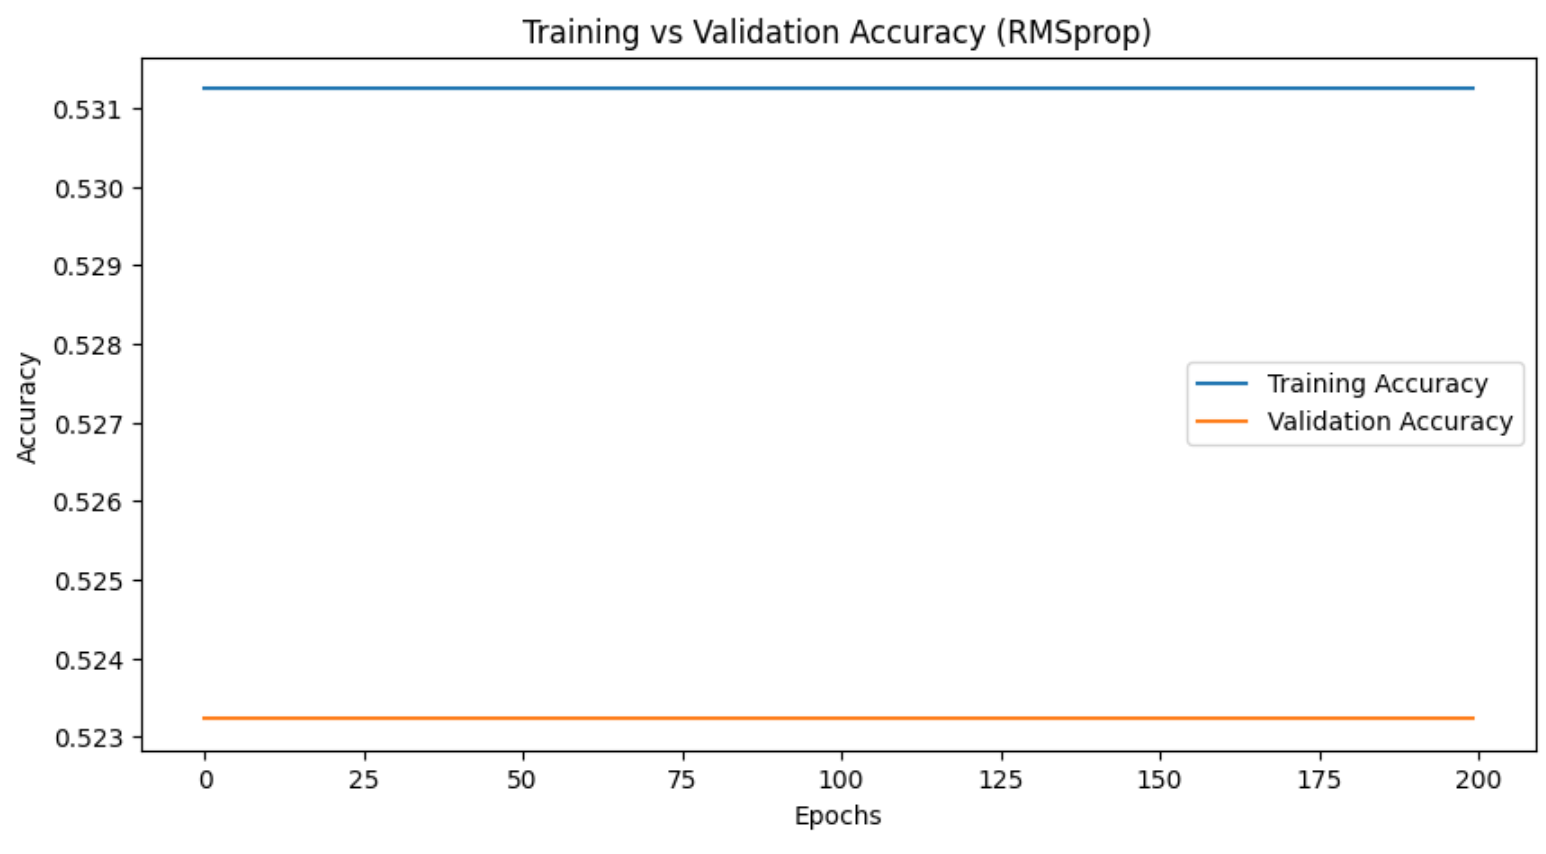 Training vs Validation Accuracy (RMSprop)
0.531
0.530
0.529
0.528
0.527
0.526
0.525
0.524
0.523
Accuracy
Training Accuracy
Validation Accuracy
0 25 50 75 100 125 150 175 200
Epochs